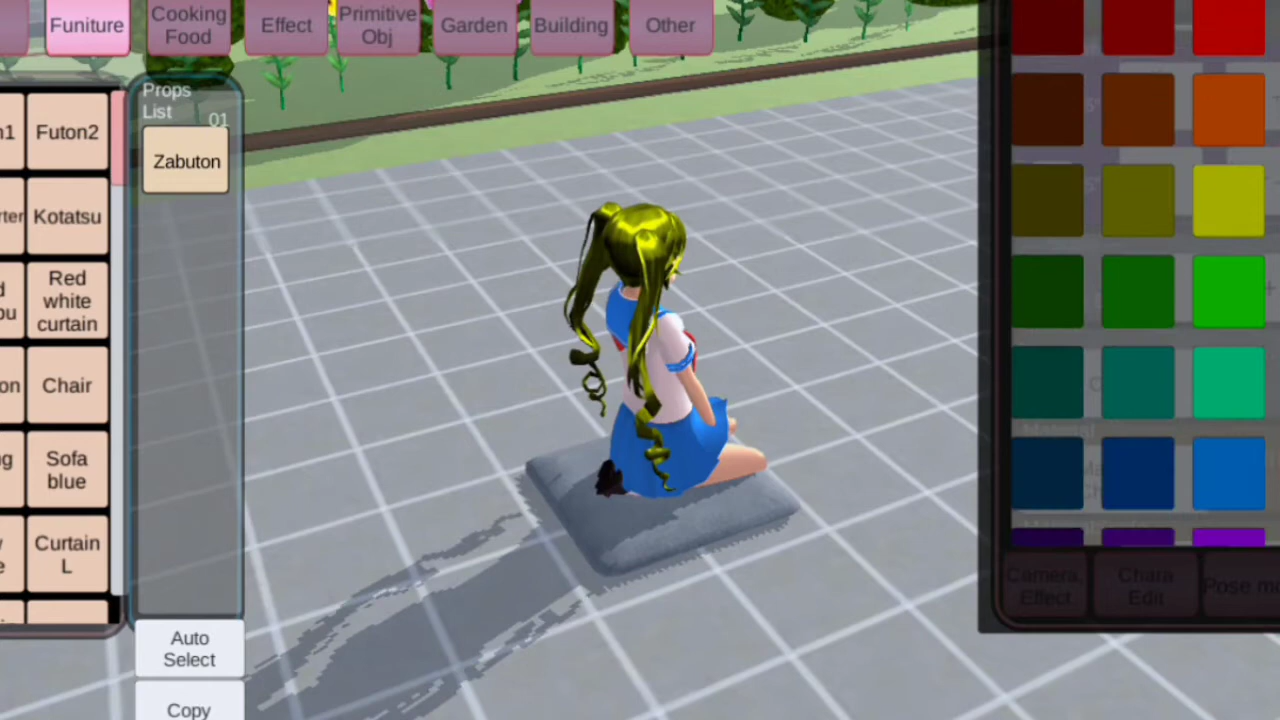 Funiture
Cooking
Food
Effect
Primitive
Obj
Garden
Building
Other
Props
List
01
Zabuton
Futon2
Kotatsu
Red
white
curtain
Chair
Sofa
blue
Curtain
L
Auto
Select
Copy
Camera
Effect
Chara
Edit
Pose